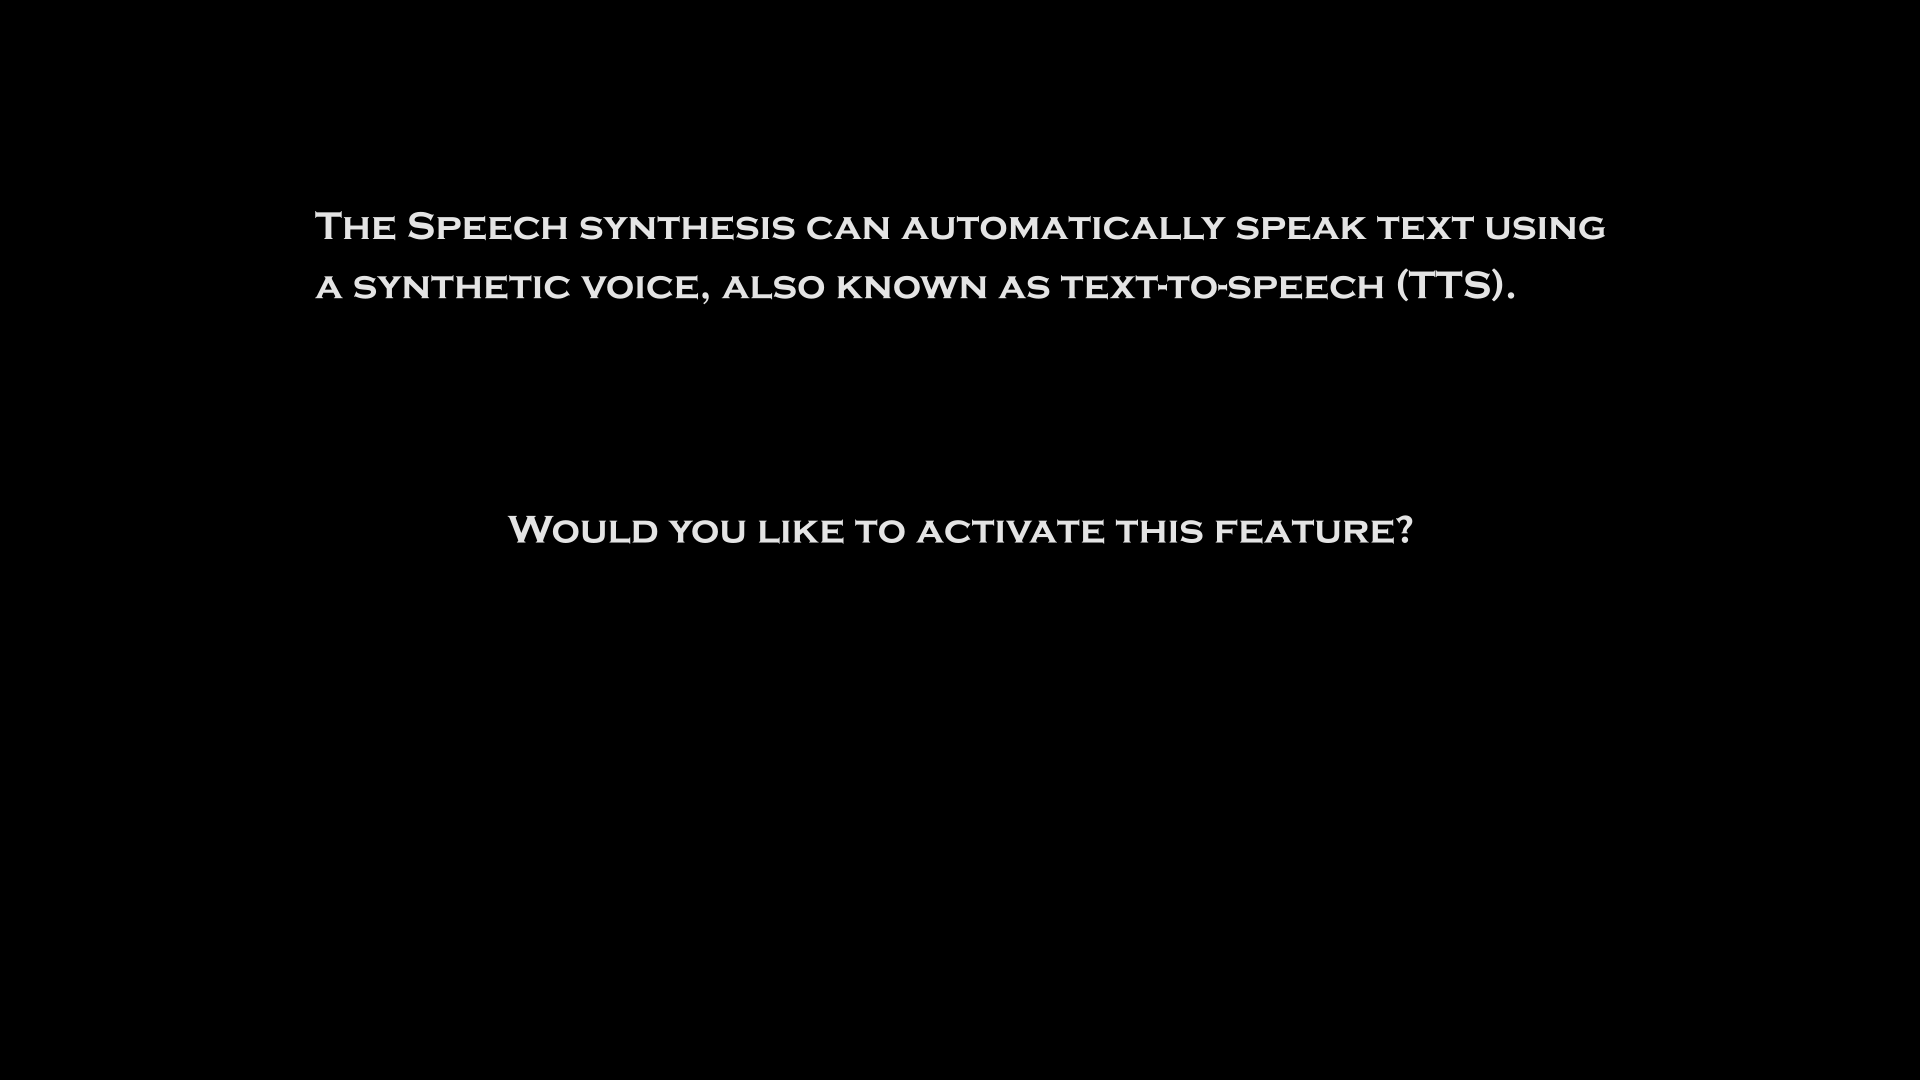 The Speech synthesis can automatically speak text using
a synthetic voice, also known as text-to-speech (TTS).
Would you like to activate this feature?